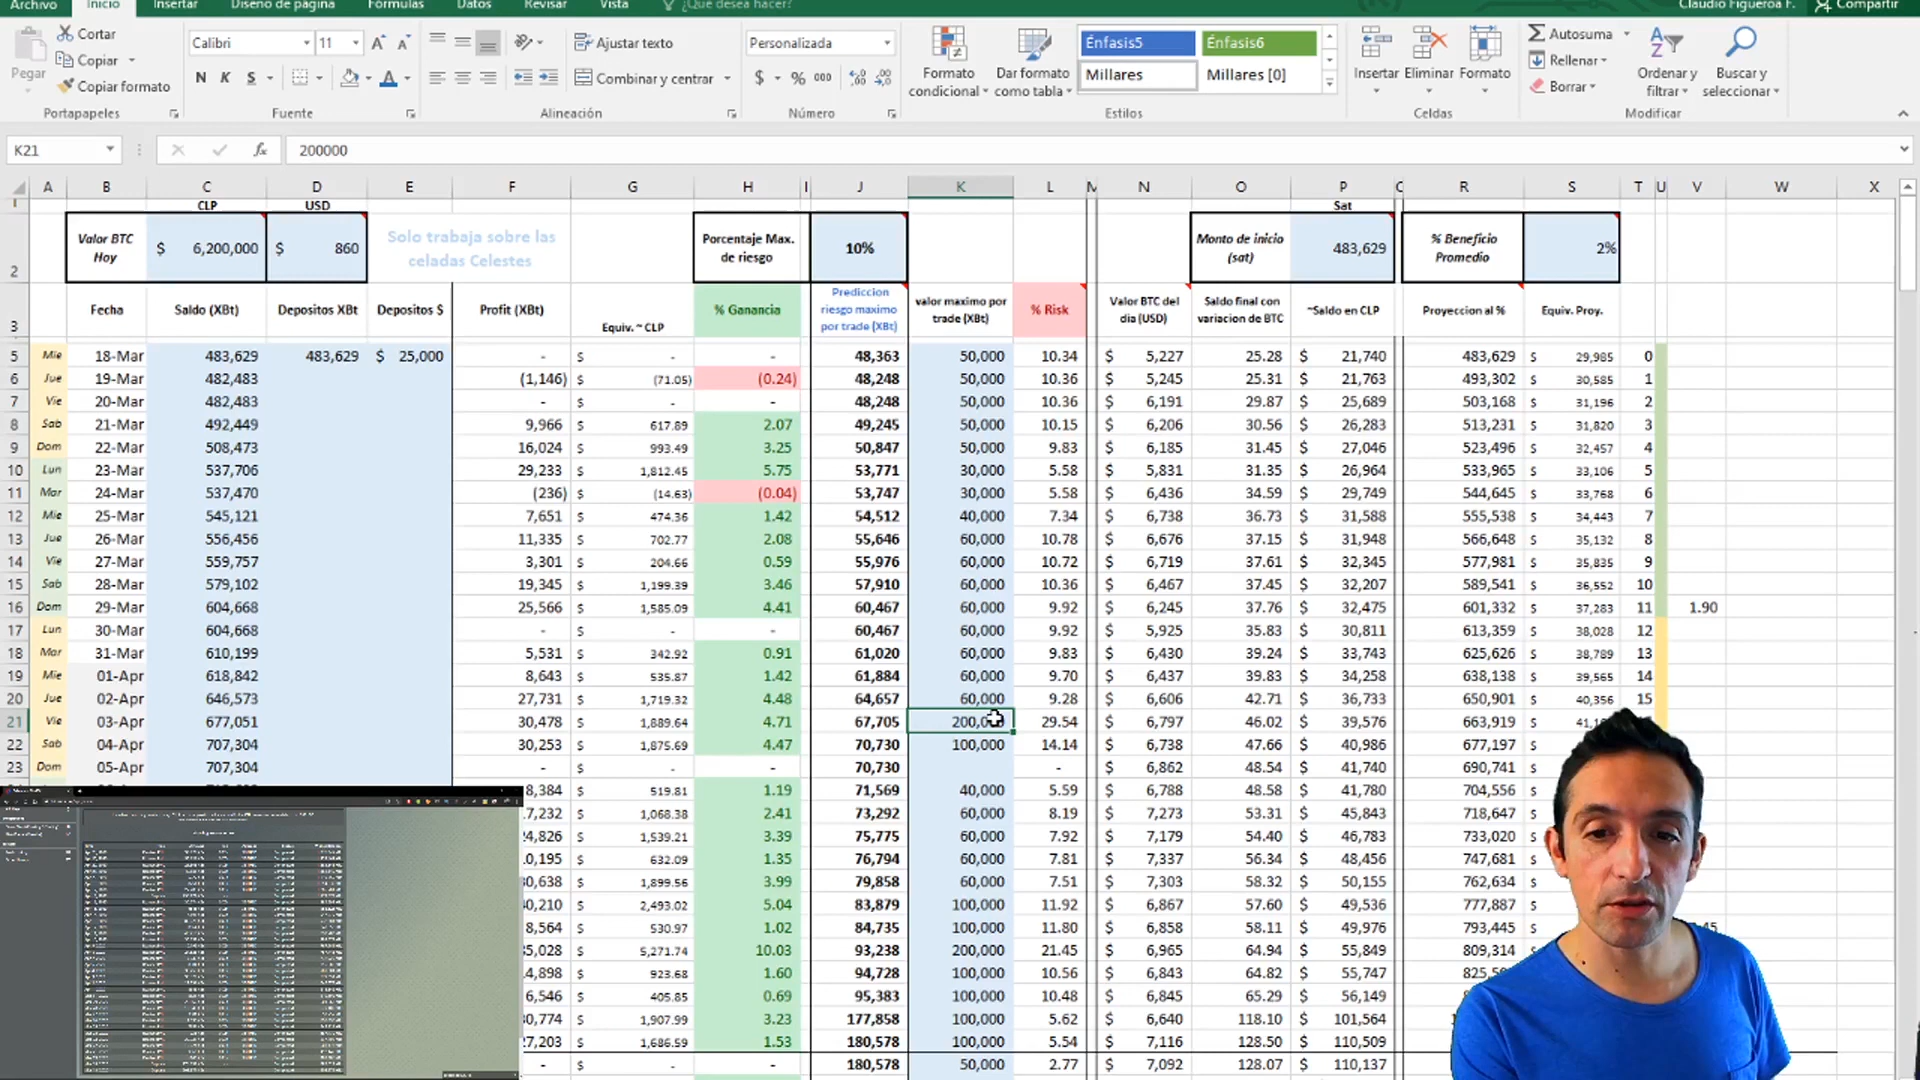 Archivo Inicio Insertar Diseño de página Fórmulas Datos Revisar Vista ¿Qué desea hacer? Claudio Figueroa F. Compartir
Pegar Cortar Calibri 11 Ajustar texto Personalizada Énfasis5 Énfasis6 Autosuma
Copiar Formato condicional Dar formato como tabla Insertar Eliminar Formato Rellenar Ordenar y filtrar Buscar y seleccionar
Copiar formato N K S Combinar y centrar $ % 000 Millares Millares [0] Borrar
Portapapeles Fuente Alineación Número Estilos Celdas Modificar
K21 fx 200000
A B C D E F G H I J K L M N O P R S T U V W X
CLP USD Sat
2 Valor BTC Hoy $ 6,200,000 $ 860 Solo trabaja sobre las celadas Celestes Porcentaje Max. de riesgo 10% Monto de inicio (sat) 483,629 % Beneficio Promedio 2%
3 Fecha Saldo (XBt) Depositos XBt Depositos $ Profit (XBt) Equiv. ~ CLP % Ganancia Prediccion riesgo maximo por trade (XBt) valor maximo por trade (XBt) % Risk Valor BTC del dia (USD) Saldo final con variacion de BTC ~Saldo en CLP Proyeccion al % Equiv. Proy.
5 Mie 18-Mar 483,629 483,629 $ 25,000 - $ - - 48,363 50,000 10.34 $ 5,227 25.28 $ 21,740 483,629 $ 29,985 0
6 Jue 19-Mar 482,483 (1,146) $ (71.05) (0.24) 48,248 50,000 10.36 $ 5,245 25.31 $ 21,763 493,302 $ 30,585 1
7 Vie 20-Mar 482,483 - $ - - 48,248 50,000 10.36 $ 6,191 29.87 $ 25,689 503,168 $ 31,196 2
8 Sab 21-Mar 492,449 9,966 $ 617.89 2.07 49,245 50,000 10.15 $ 6,206 30.56 $ 26,283 513,231 $ 31,820 3
9 Dom 22-Mar 508,473 16,024 $ 993.49 3.25 50,847 50,000 9.83 $ 6,185 31.45 $ 27,046 523,496 $ 32,457 4
10 Lun 23-Mar 537,706 29,233 $ 1,812.45 5.75 53,771 30,000 5.58 $ 5,831 31.35 $ 26,964 533,965 $ 33,106 5
11 Mar 24-Mar 537,470 (236) $ (14.63) (0.04) 53,747 30,000 5.58 $ 6,436 34.59 $ 29,749 544,645 $ 33,768 6
12 Mie 25-Mar 545,121 7,651 $ 474.36 1.42 54,512 40,000 7.34 $ 6,738 36.73 $ 31,588 555,538 $ 34,443 7
13 Jue 26-Mar 556,456 11,335 $ 702.77 2.08 55,646 60,000 10.78 $ 6,676 37.15 $ 31,948 566,648 $ 35,132 8
14 Vie 27-Mar 559,757 3,301 $ 204.66 0.59 55,976 60,000 10.72 $ 6,719 37.61 $ 32,345 577,981 $ 35,835 9
15 Sab 28-Mar 579,102 19,345 $ 1,199.39 3.46 57,910 60,000 10.36 $ 6,467 37.45 $ 32,207 589,541 $ 36,552 10
16 Dom 29-Mar 604,668 25,566 $ 1,585.09 4.41 60,467 60,000 9.92 $ 6,245 37.76 $ 32,475 601,332 $ 37,283 11 1.90
17 Lun 30-Mar 604,668 - $ - - 60,467 60,000 9.92 $ 5,925 35.83 $ 30,811 613,359 $ 38,028 12
18 Mar 31-Mar 610,199 5,531 $ 342.92 0.91 61,020 60,000 9.83 $ 6,430 39.24 $ 33,743 625,626 $ 38,789 13
19 Mie 01-Apr 618,842 8,643 $ 535.87 1.42 61,884 60,000 9.70 $ 6,437 39.83 $ 34,258 638,138 $ 39,565 14
20 Jue 02-Apr 646,573 27,731 $ 1,719.32 4.48 64,657 60,000 9.28 $ 6,606 42.71 $ 36,733 650,901 $ 40,356 15
21 Vie 03-Apr 677,051 30,478 $ 1,889.64 4.71 67,705 200,0 29.54 $ 6,797 46.02 $ 39,576 663,919 $ 41,1
22 Sab 04-Apr 707,304 30,253 $ 1,875.69 4.47 70,730 100,000 14.14 $ 6,738 47.66 $ 40,986 677,197 $
23 Dom 05-Apr 707,304 - $ - - 70,730 - $ 6,862 48.54 $ 41,740 690,741 $
8,384 $ 519.81 1.19 71,569 40,000 5.59 $ 6,788 48.58 $ 41,780 704,556 $
7,232 $ 1,068.38 2.41 73,292 60,000 8.19 $ 7,273 53.31 $ 45,843 718,647 $
24,826 $ 1,539.21 3.39 75,775 60,000 7.92 $ 7,179 54.40 $ 46,783 733,020 $
0,195 $ 632.09 1.35 76,794 60,000 7.81 $ 7,337 56.34 $ 48,456 747,681 $
0,638 $ 1,899.56 3.99 79,858 60,000 7.51 $ 7,303 58.32 $ 50,155 762,634 $
0,210 $ 2,493.02 5.04 83,879 100,000 11.92 $ 6,867 57.60 $ 49,536 777,887 $
8,564 $ 530.97 1.02 84,735 100,000 11.80 $ 6,858 58.11 $ 49,976 793,445 $ 45
5,028 $ 5,271.74 10.03 93,238 200,000 21.45 $ 6,965 64.94 $ 55,849 809,314 $
4,898 $ 923.68 1.60 94,728 100,000 10.56 $ 6,843 64.82 $ 55,747 825,5
6,546 $ 405.85 0.69 95,383 100,000 10.48 $ 6,845 65.29 $ 56,149
0,774 $ 1,907.99 3.23 177,858 100,000 5.62 $ 6,640 118.10 $ 101,564
27,203 $ 1,686.59 1.53 180,578 100,000 5.54 $ 7,116 128.50 $ 110,509
- $ - - 180,578 50,000 2.77 $ 7,092 128.07 $ 110,137